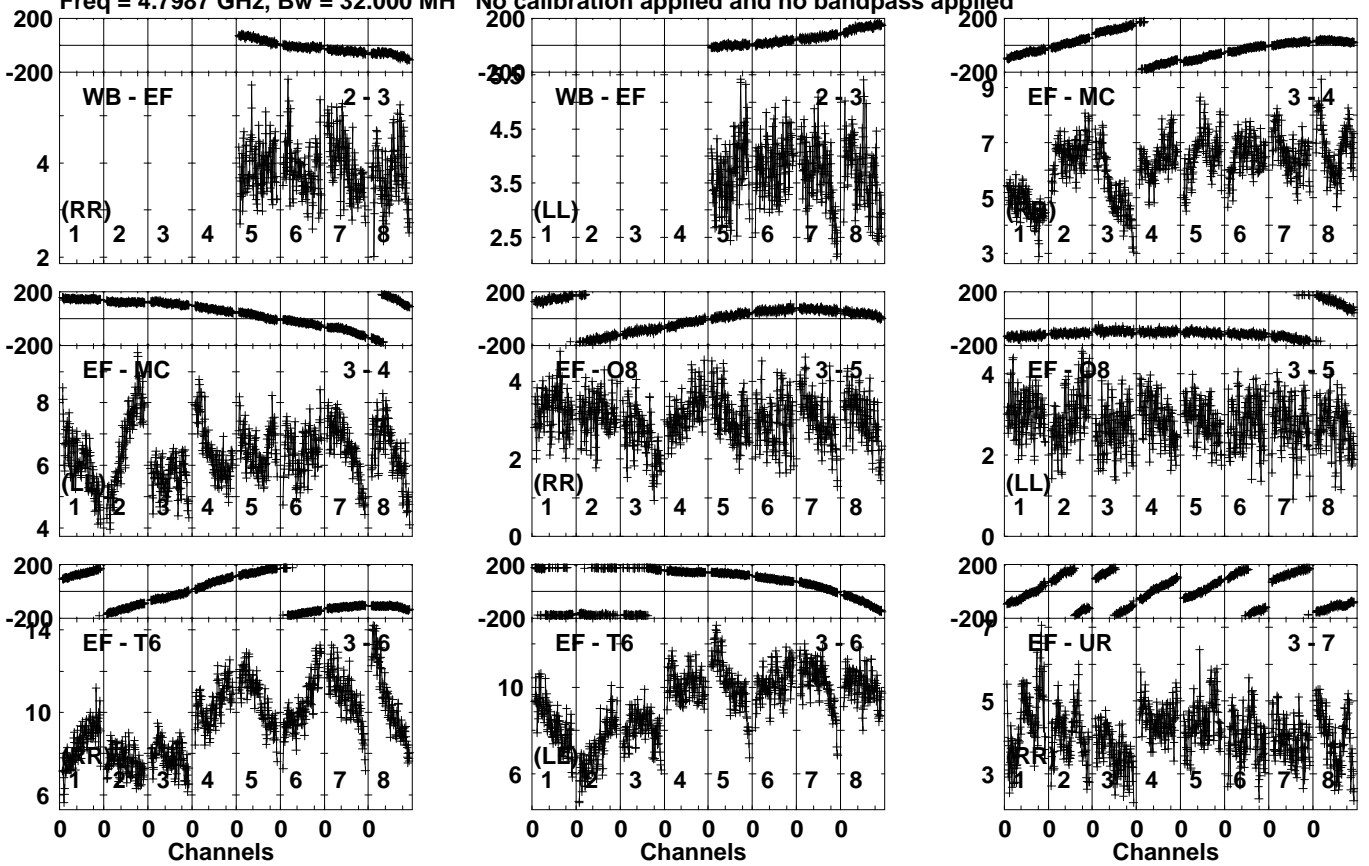 Freq = 4.7987 GHz, Bw = 32.000 MH No calibration applied and no bandpass applied
200 200 200
-200 -200 -200
WB - EF 2 - 3
4
2
(RR)
1 2 3 4 5 6 7 8
WB - EF 2 - 3
5.5
4.5
3.5
2.5
(LL)
1 2 3 4 5 6 7 8
EF - MC 3 - 4
9
7
5
3
1 2 3 4 5 6 7 8
200 200 200
-200 -200 -200
EF - MC 3 - 4
8
6
4
(LL)
1 2 3 4 5 6 7 8
EF - O8 3 - 5
4
2
0
(RR)
1 2 3 4 5 6 7 8
EF - O8 3 - 5
4
2
0
(LL)
1 2 3 4 5 6 7 8
200 200 200
-200 -200 -200
EF - T6 3 - 6
14
10
6
(RR)
1 2 3 4 5 6 7 8
EF - T6 3 - 6
10
6
(LL)
1 2 3 4 5 6 7 8
EF - UR 3 - 7
7
5
3
(RR)
1 2 3 4 5 6 7 8
0 0 0 0 0 0 0 0 0 0 0 0 0 0 0 0 0 0 0 0 0 0 0 0
Channels Channels Channels